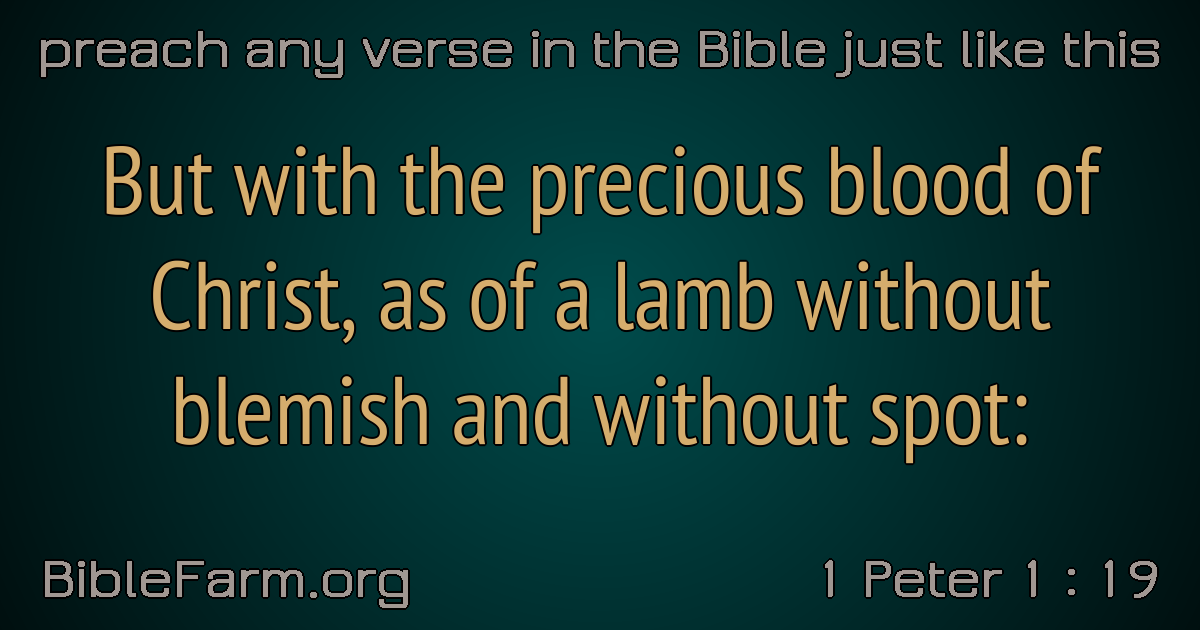 preach any verse in the Bible just like this
But with the precious blood of
Christ, as of a lamb without
blemish and without spot:
BibleFarm.org
1 Peter 1 : 19